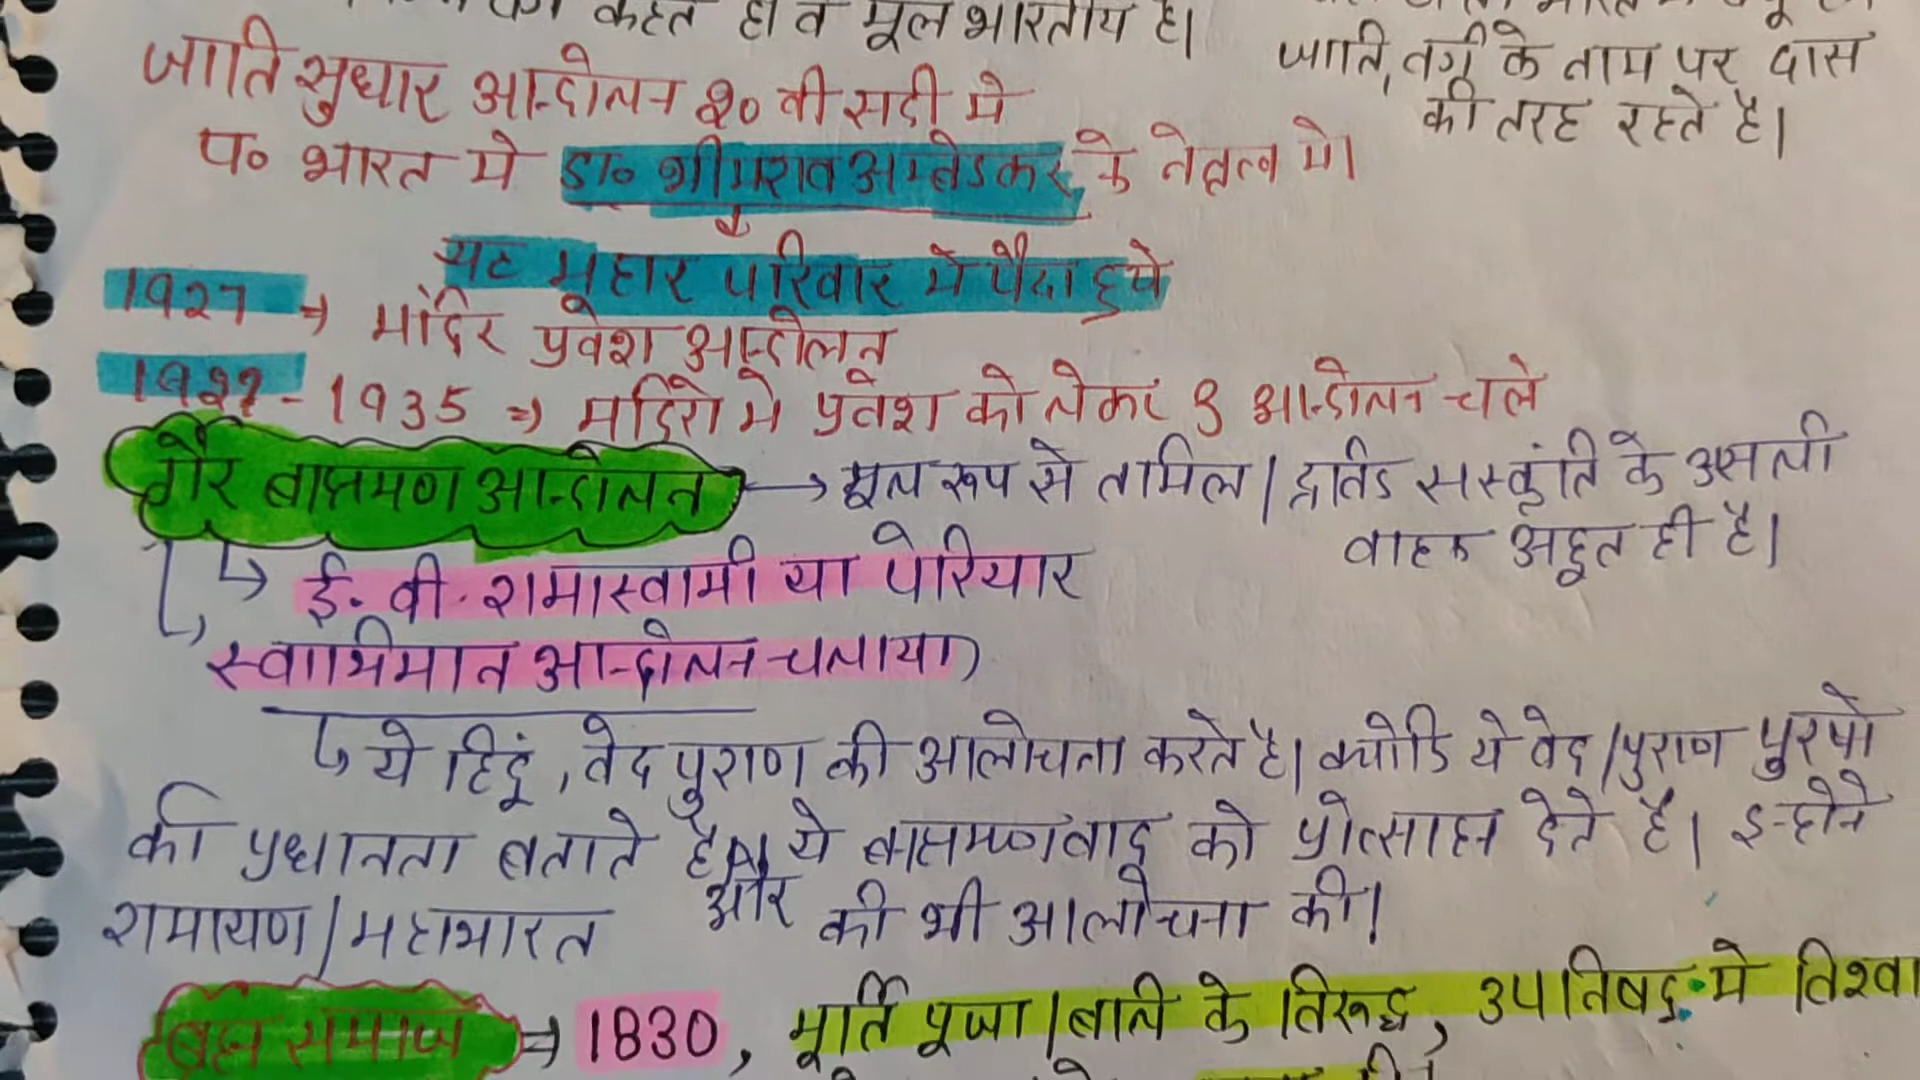 कहते हो वे मूल भारतीय है।
जाति, वर्ग के नाम पर दास
की तरह रहते है।
जाति सुधार आन्दोलन २० वी सदी मे
प० भारत मे डा० भीमराव अम्बेडकर के नेतृत्व मे।
यह महार परिवार मे पैदा हुये
1927 ⇒ मंदिर प्रवेश आन्दोलन
1927 - 1935 ⇒ मंदिरो मे प्रवेश को लेकर 3 आन्दोलन चले
गैर ब्राह्मण आन्दोलन → मूल रूप से तामिल / द्रविड संस्कृति के असली
वाहक अछूत ही है।
ई. वी. रामास्वामी या पेरियार
स्वाभिमान आन्दोलन चलाया
ये हिंदू, वेद पुराण की आलोचना करते है। क्योकि ये वेद / पुराण पुरुषो
की प्रधानता बताते है ये ब्राह्मणवाद को प्रोत्साहन देते है। इन्होने
रामायण / महाभारत और की भी आलोचना की।
ब्रह्म समाज ⇒ 1830, मूर्ति पूजा / बलि के विरूद्ध, उपनिषद मे विश्वा